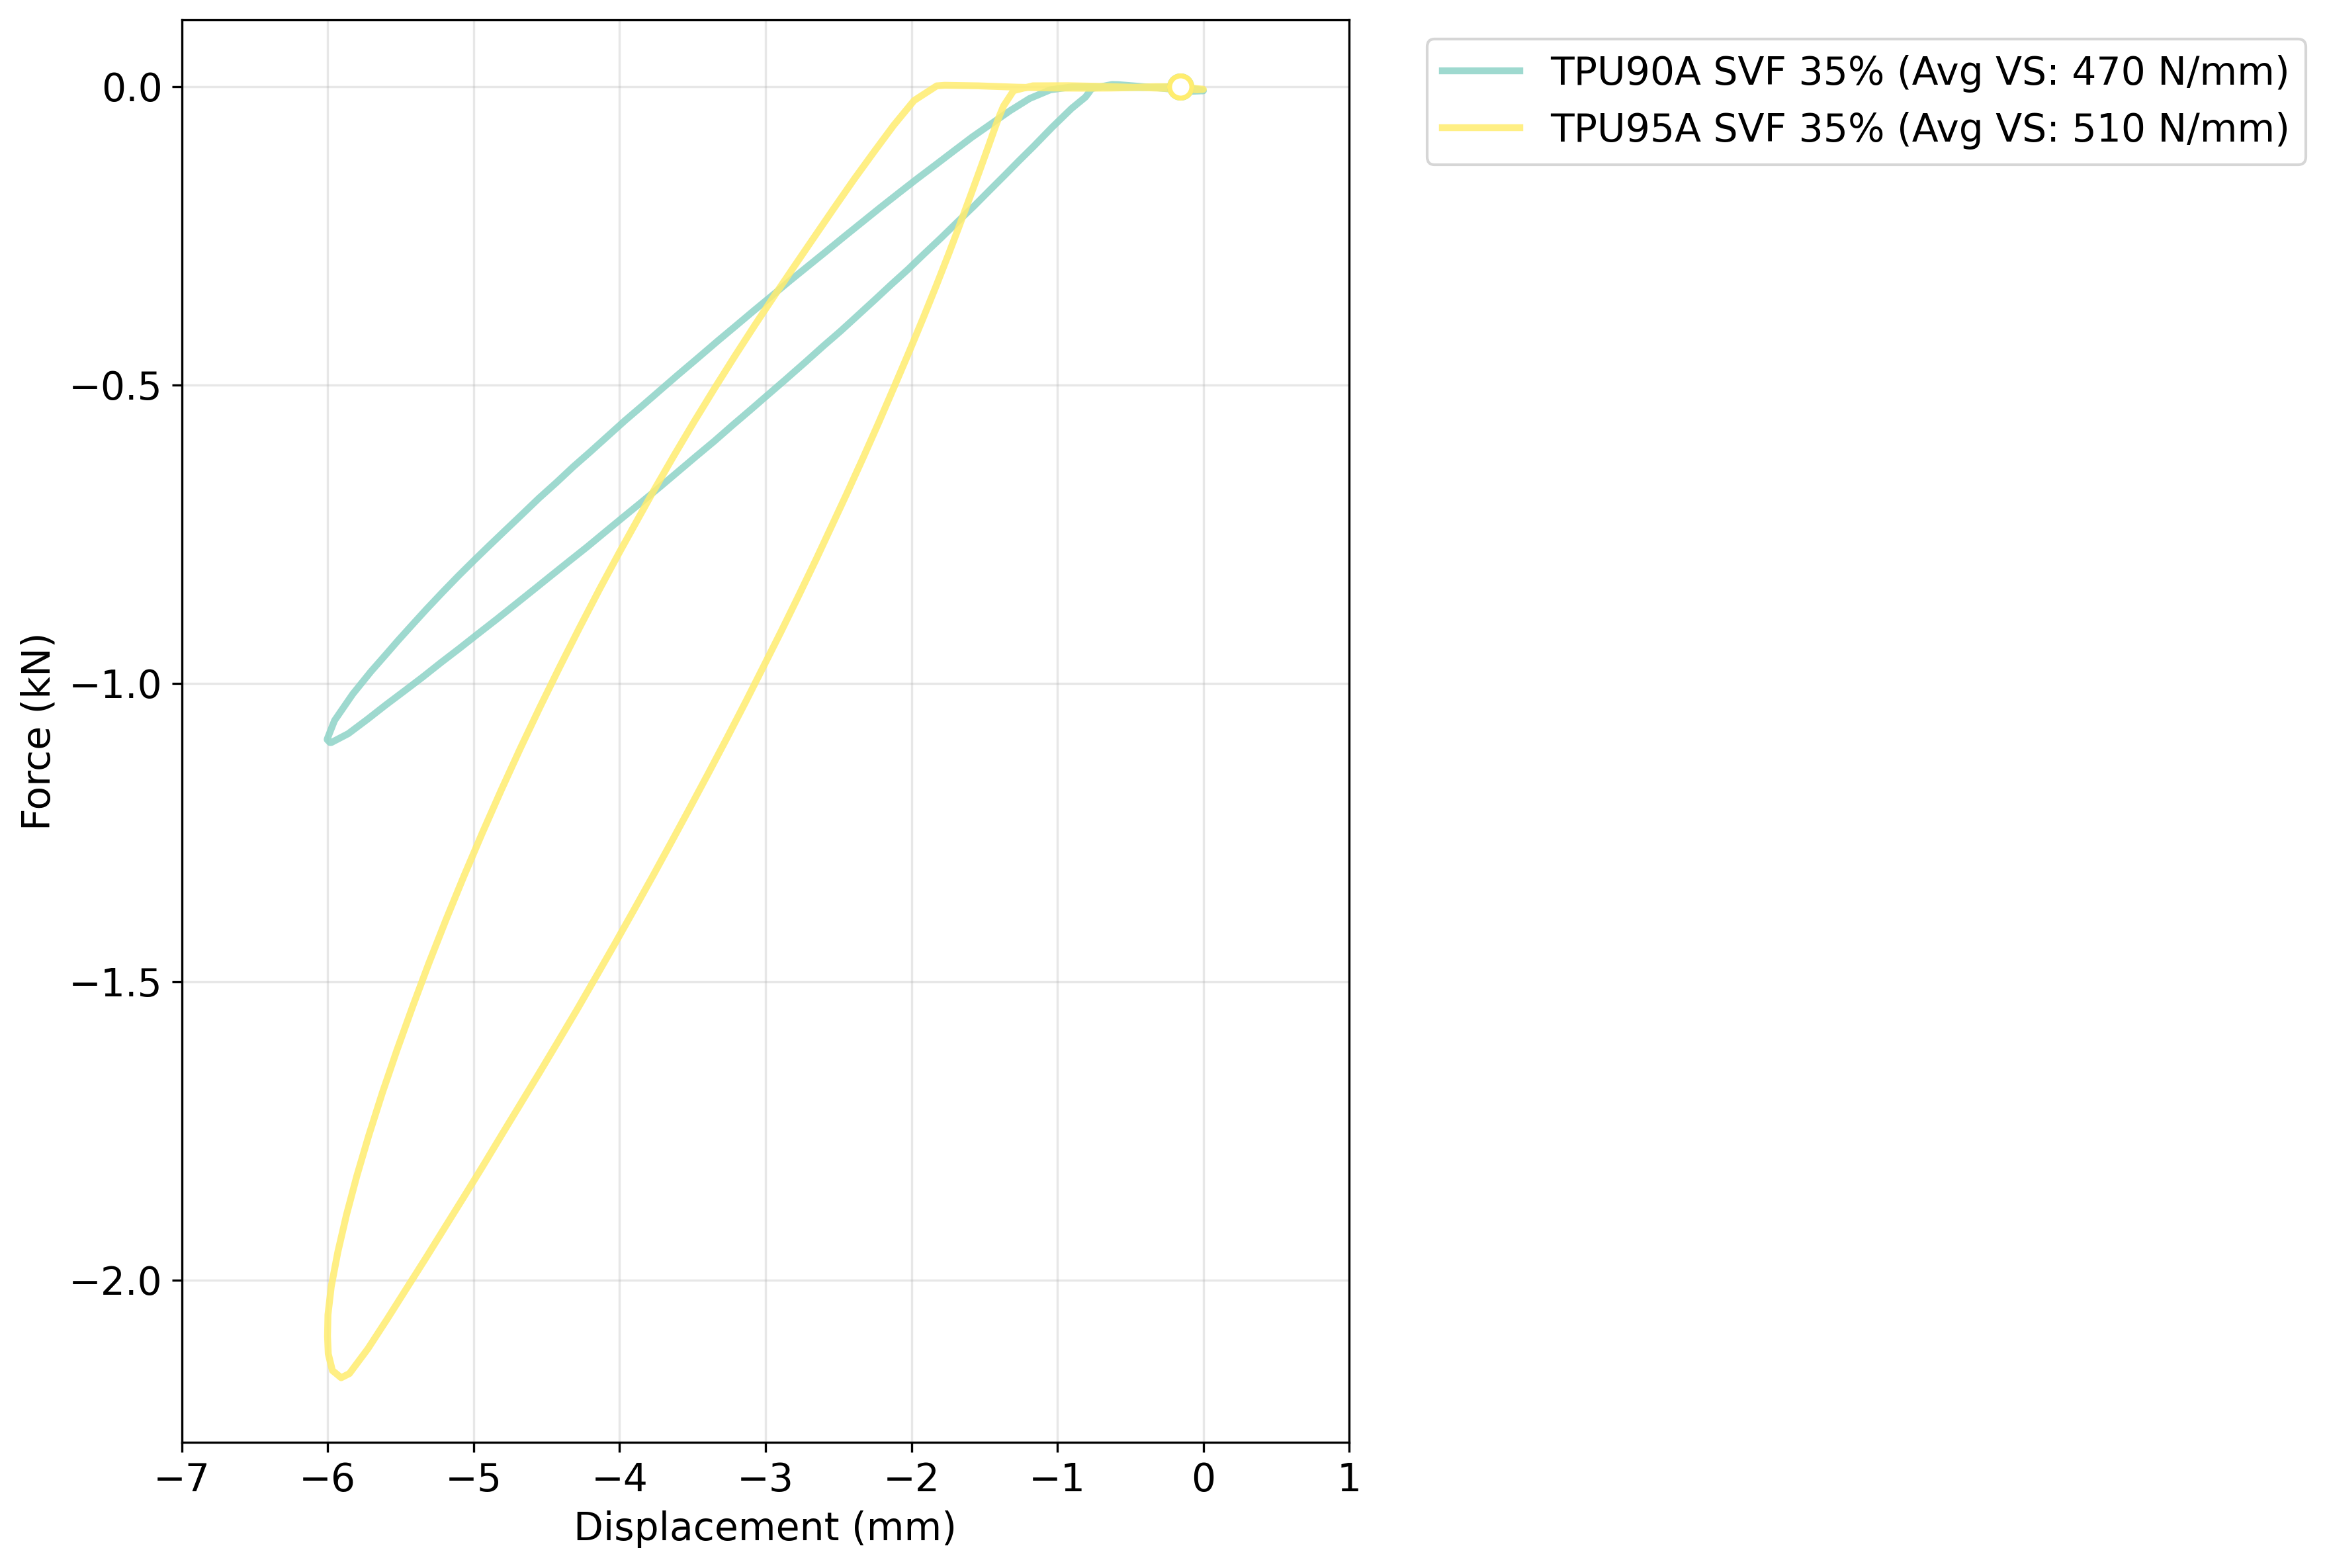 TPU90A SVF 35% (Avg VS: 470 N/mm)
TPU95A SVF 35% (Avg VS: 510 N/mm)
0.0
−0.5
−1.0
−1.5
−2.0
Force (kN)
−7 −6 −5 −4 −3 −2 −1 0 1
Displacement (mm)